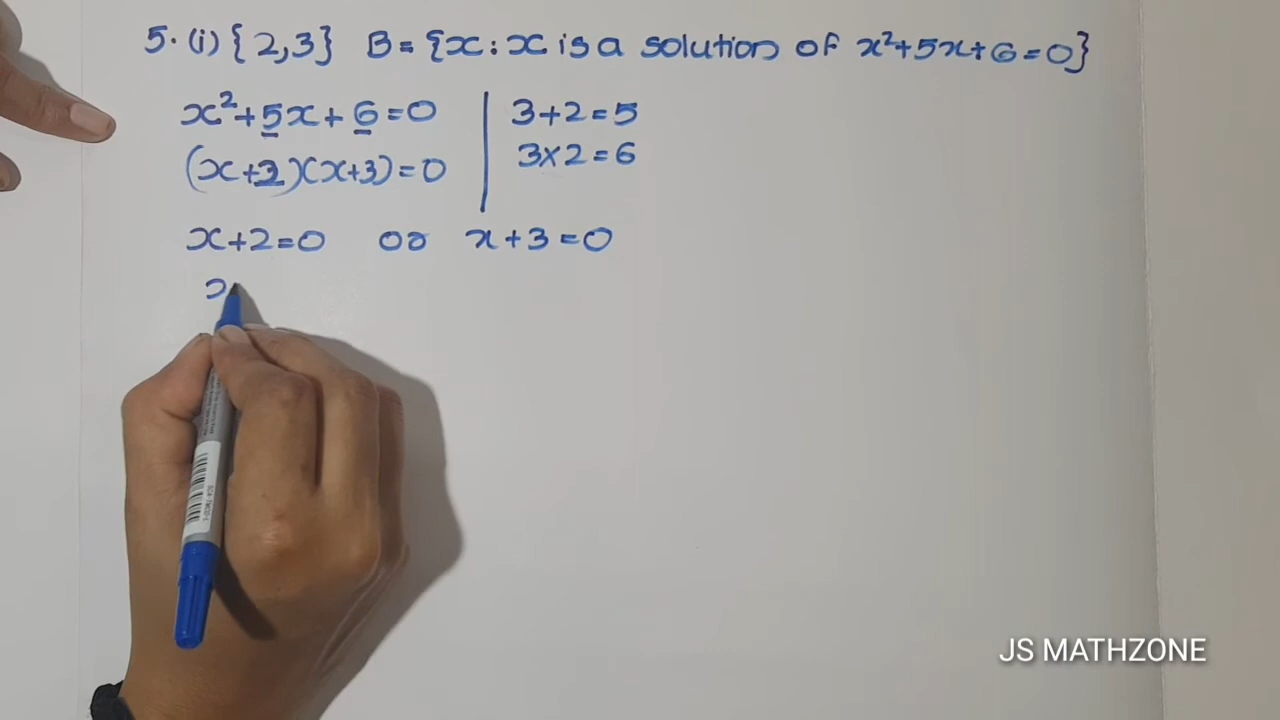 5. (i) {2,3} B = {x : x is a solution of x²+5x+6=0}
x²+5x+6=0 | 3+2=5
(x+2)(x+3)=0 | 3×2=6
x+2=0 or x+3=0
x
JS MATHZONE